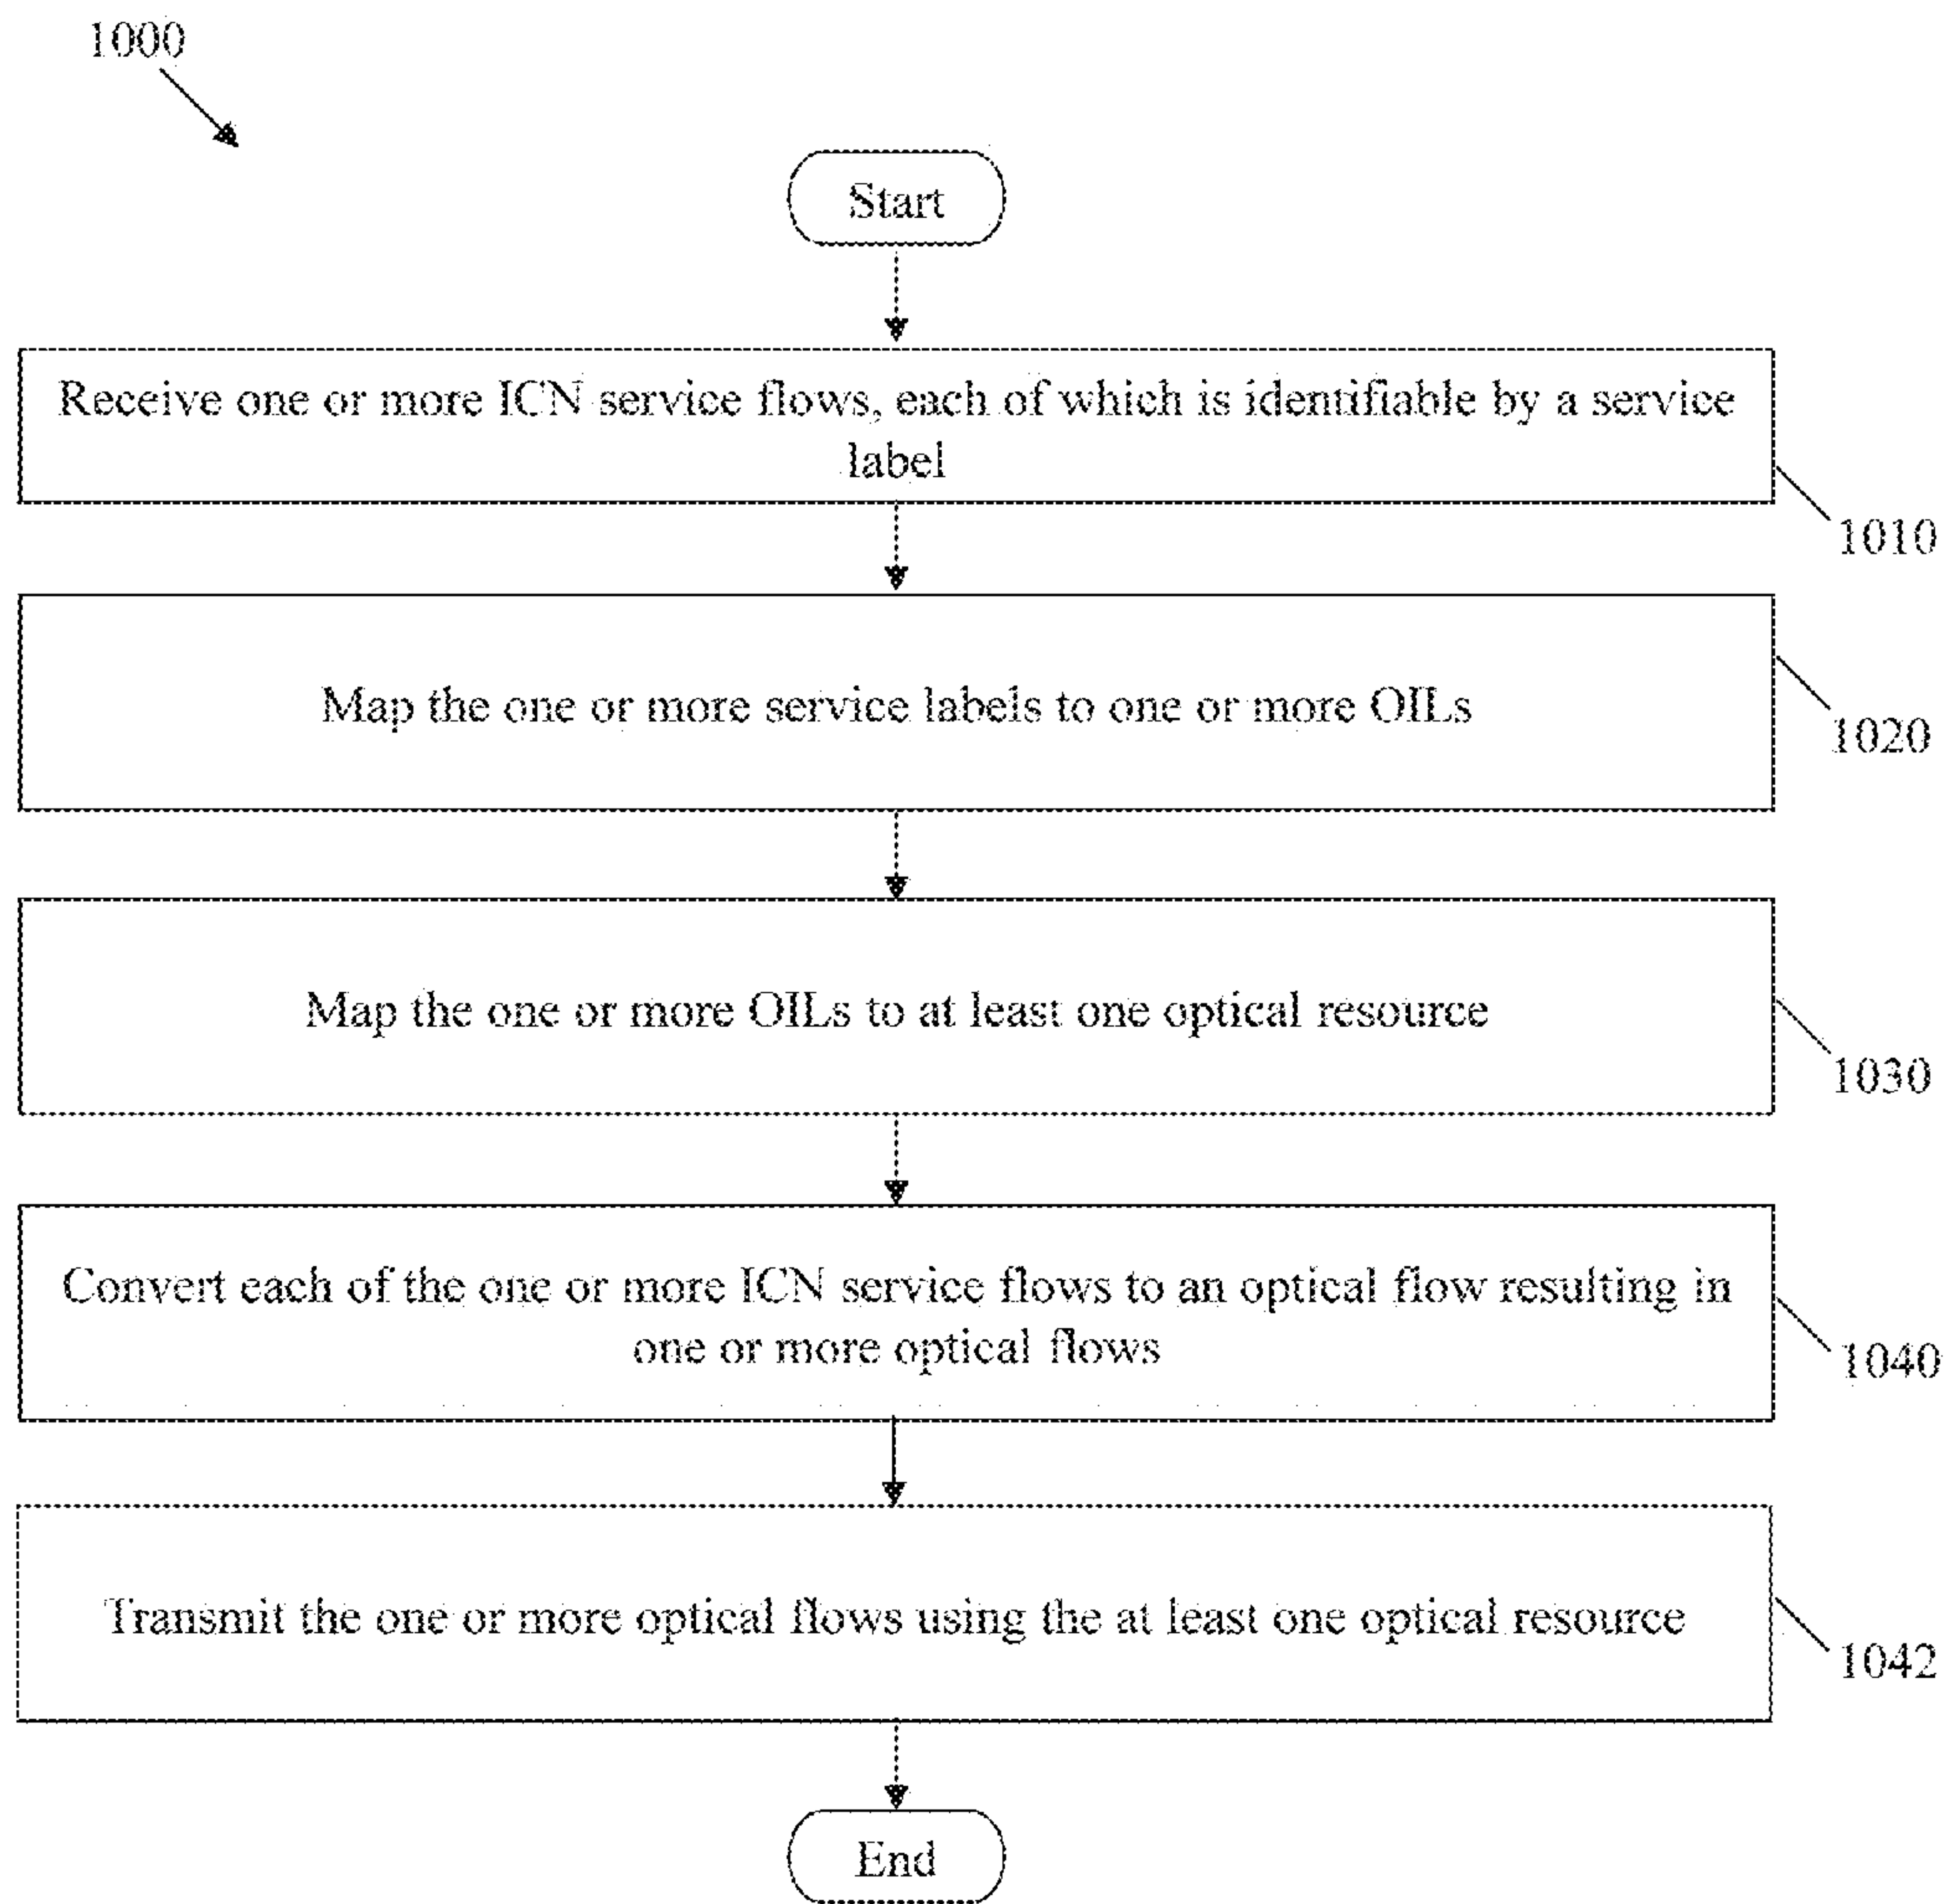 1000
Start
Receive one or more ICN service flows, each of which is identifiable by a service
label
1010
Map the one or more service labels to one or more OILs
1020
Map the one or more OILs to at least one optical resource
1030
Convert each of the one or more ICN service flows to an optical flow resulting in
one or more optical flows
1040
Transmit the one or more optical flows using the at least one optical resource
1042
End